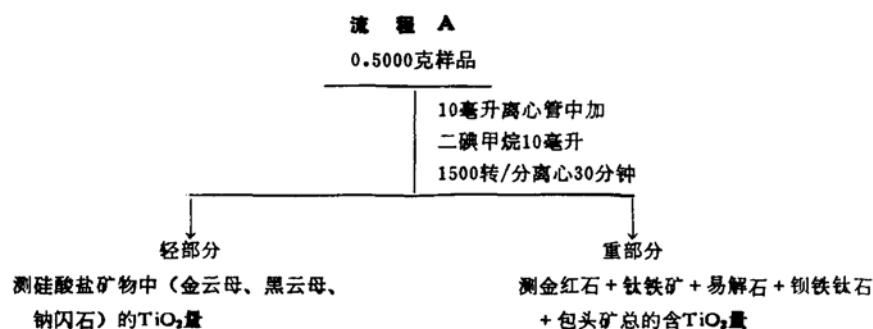 流 程 A
0.5000克样品
10毫升离心管中加
二碘甲烷10毫升
1500转/分离心30分钟
轻部分
测硅酸盐矿物中（金云母、黑云母、
钠闪石）的TiO₂量
重部分
测金红石＋钛铁矿＋易解石＋钡铁钛石
＋包头矿总的含TiO₂量